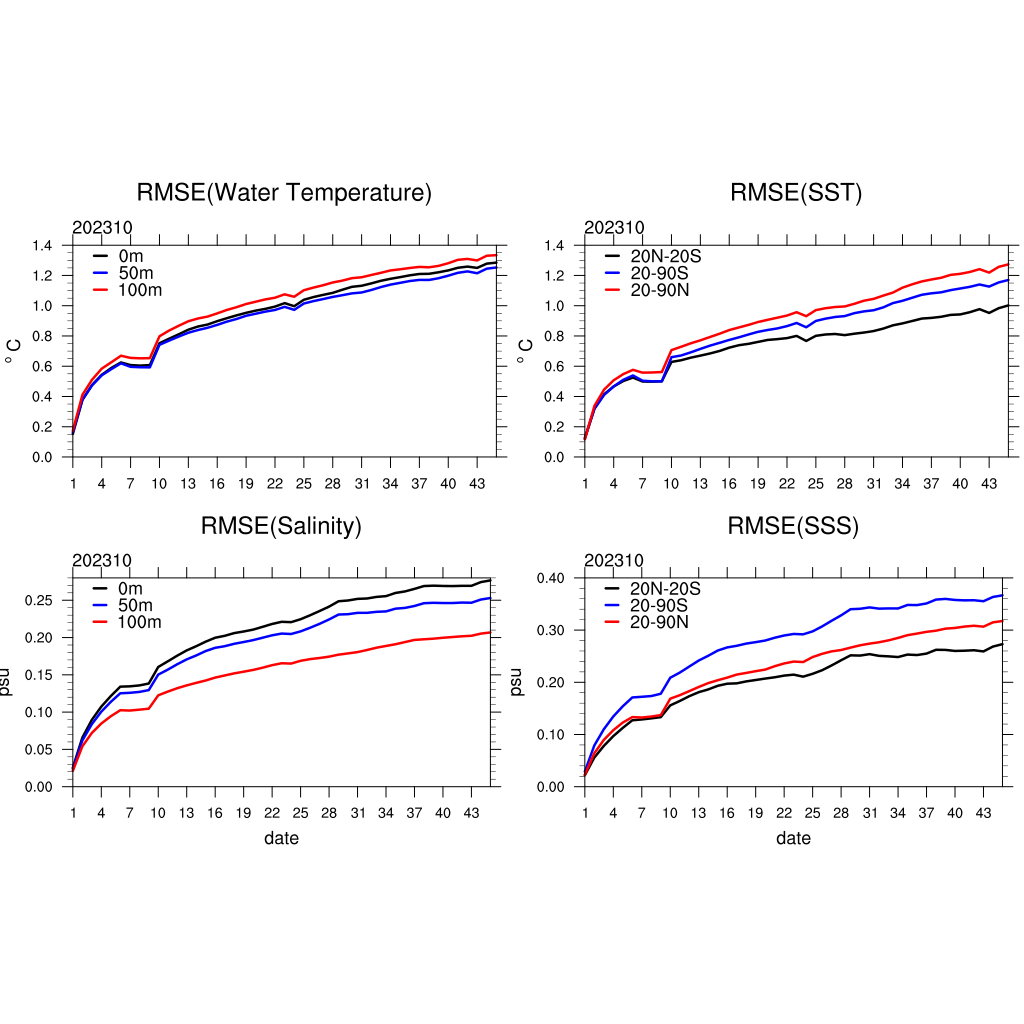 RMSE(Water Temperature)
202310
0m
50m
100m
° C
1.4
1.2
1.0
0.8
0.6
0.4
0.2
0.0
1 4 7 10 13 16 19 22 25 28 31 34 37 40 43
RMSE(SST)
202310
20N-20S
20-90S
20-90N
° C
1.4
1.2
1.0
0.8
0.6
0.4
0.2
0.0
1 4 7 10 13 16 19 22 25 28 31 34 37 40 43
RMSE(Salinity)
202310
0m
50m
100m
psu
0.25
0.20
0.15
0.10
0.05
0.00
1 4 7 10 13 16 19 22 25 28 31 34 37 40 43
date
RMSE(SSS)
202310
20N-20S
20-90S
20-90N
psu
0.40
0.30
0.20
0.10
0.00
1 4 7 10 13 16 19 22 25 28 31 34 37 40 43
date